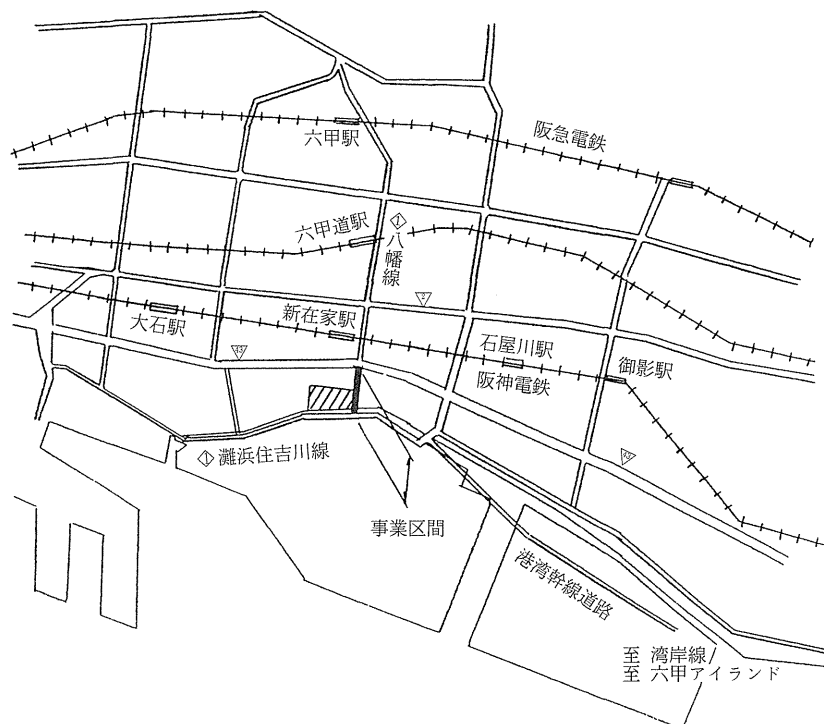 阪急電鉄
六甲駅
六甲道駅
八幡線
大石駅
新在家駅
43
2
石屋川駅
阪神電鉄
御影駅
43
灘浜住吉川線
事業区間
港湾幹線道路
至 湾岸線
至 六甲アイランド